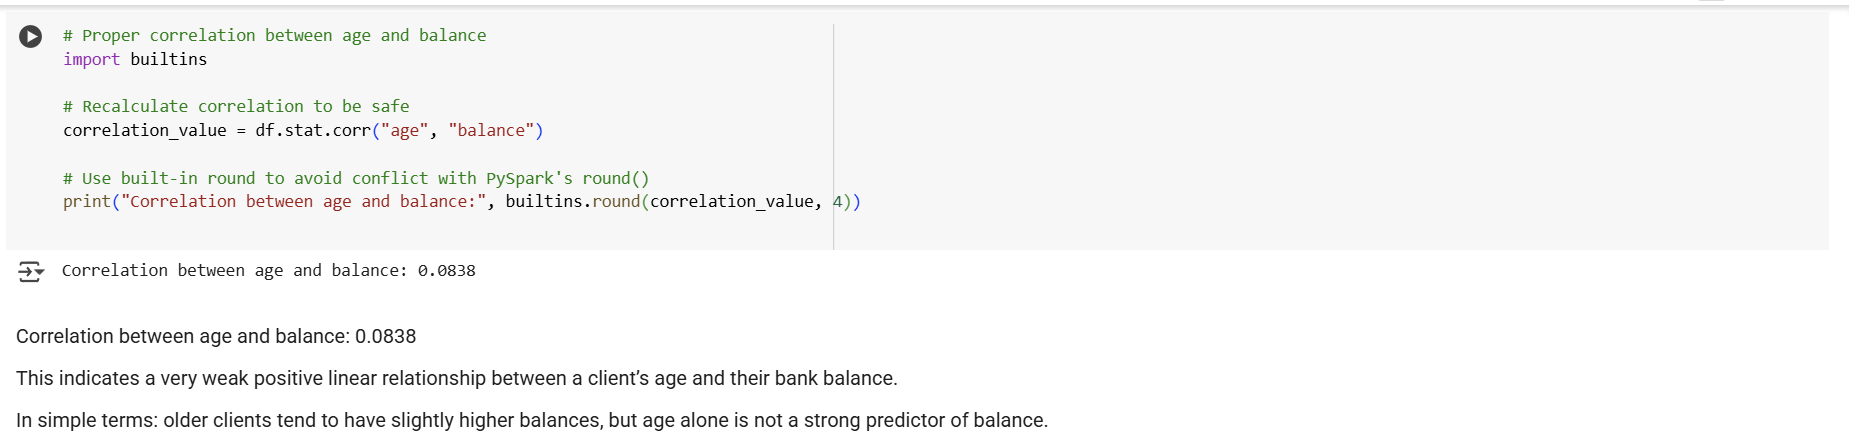 # Proper correlation between age and balance
import builtins
# Recalculate correlation to be safe
correlation_value = df.stat.corr("age", "balance")
# Use built-in round to avoid conflict with PySpark's round()
print("Correlation between age and balance:", builtins.round(correlation_value, 4))
Correlation between age and balance: 0.0838
Correlation between age and balance: 0.0838
This indicates a very weak positive linear relationship between a client’s age and their bank balance.
In simple terms: older clients tend to have slightly higher balances, but age alone is not a strong predictor of balance.